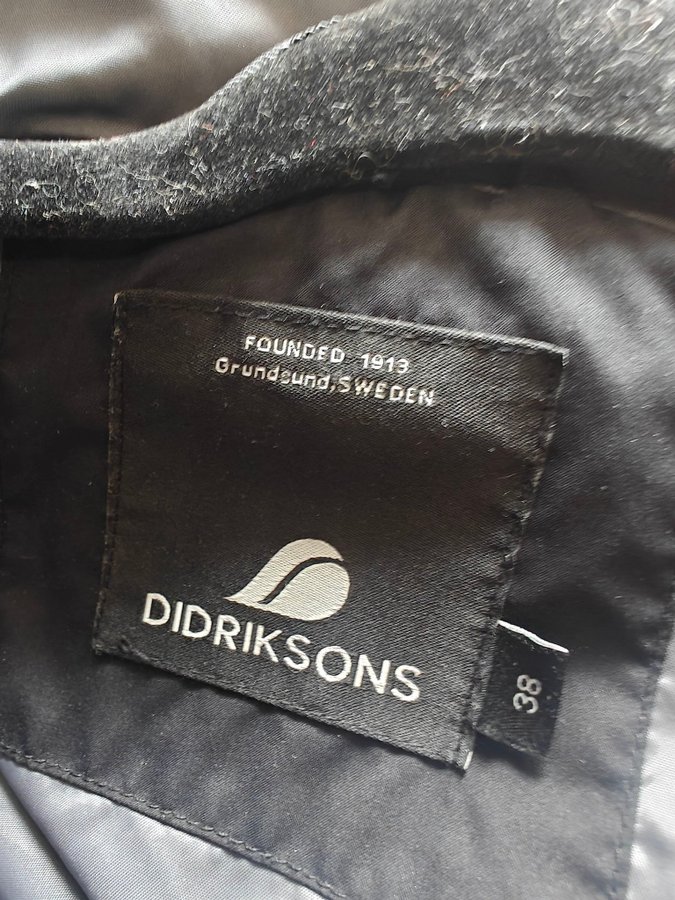 FOUNDED 1913
Grundsund, SWEDEN
DIDRIKSONS
38